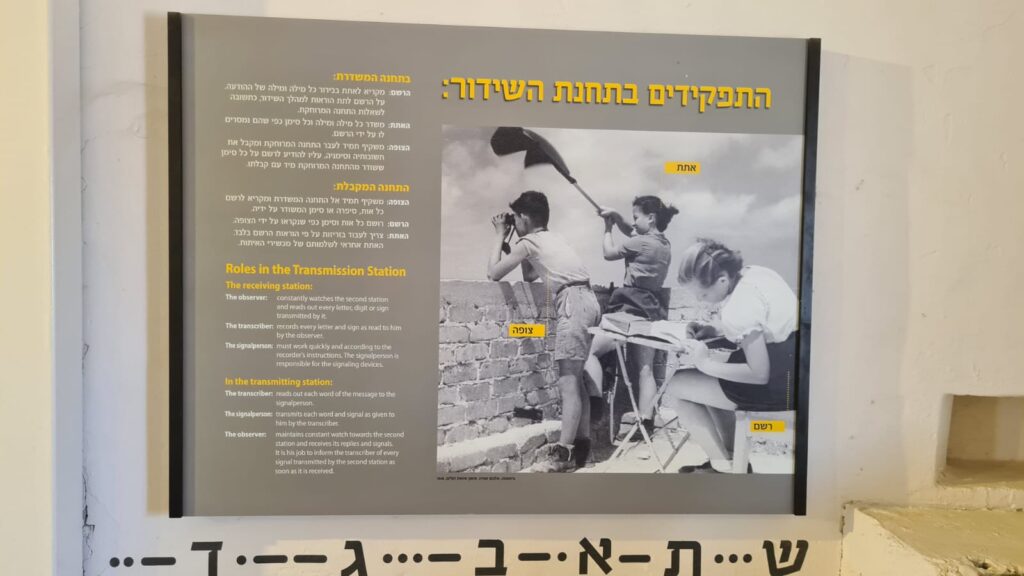 התפקידים בתחנת השידור:
בתחנה המשדרת:
הרשם: מקריא לאתת בבירור כל מילה ומילה של ההודעה.
על הרשם לתת הוראות למהלך השידור, כתשובה
לשאלות התחנה המרוחקת.
האתת: משדר כל מילה ומילה וכל סימן כפי שהם נמסרים
לו על ידי הרשם.
הצופה: משקיף תמיד לעבר התחנה המרוחקת ומקבל את
תשובותיה וסימניה. עליו להודיע לרשם על כל סימן
ששודר מהתחנה המרוחקת מיד עם קבלתו.
התחנה המקבלת:
הצופה: משקיף תמיד אל התחנה המשדרת ומקריא לרשם
כל אות, סיפרה או סימן המשודר על ידיה.
הרשם: רושם כל אות וסימן כפי שנקראו על ידי הצופה.
האתת: צריך לעבוד בזריזות על פי הוראות הרשם בלבד.
האתת אחראי לשלמותם של מכשירי האיתות.
Roles in the Transmission Station
The receiving station:
The observer: constantly watches the second station
and reads out every letter, digit or sign
transmitted by it.
The transcriber: records every letter and sign as read to him
by the observer.
The signalperson: must work quickly and according to the
recorder's instructions. The signalperson is
responsible for the signaling devices.
In the transmitting station:
The transcriber: reads out each word of the message to the
signalperson.
The signalperson: transmits each word and signal as given to
him by the transcriber.
The observer: maintains constant watch towards the second
station and receives its replies and signals.
It is his job to inform the transcriber of every
signal transmitted by the second station as
soon as it is received.
אתת
צופה
רשם
ש ת א ב ג ד